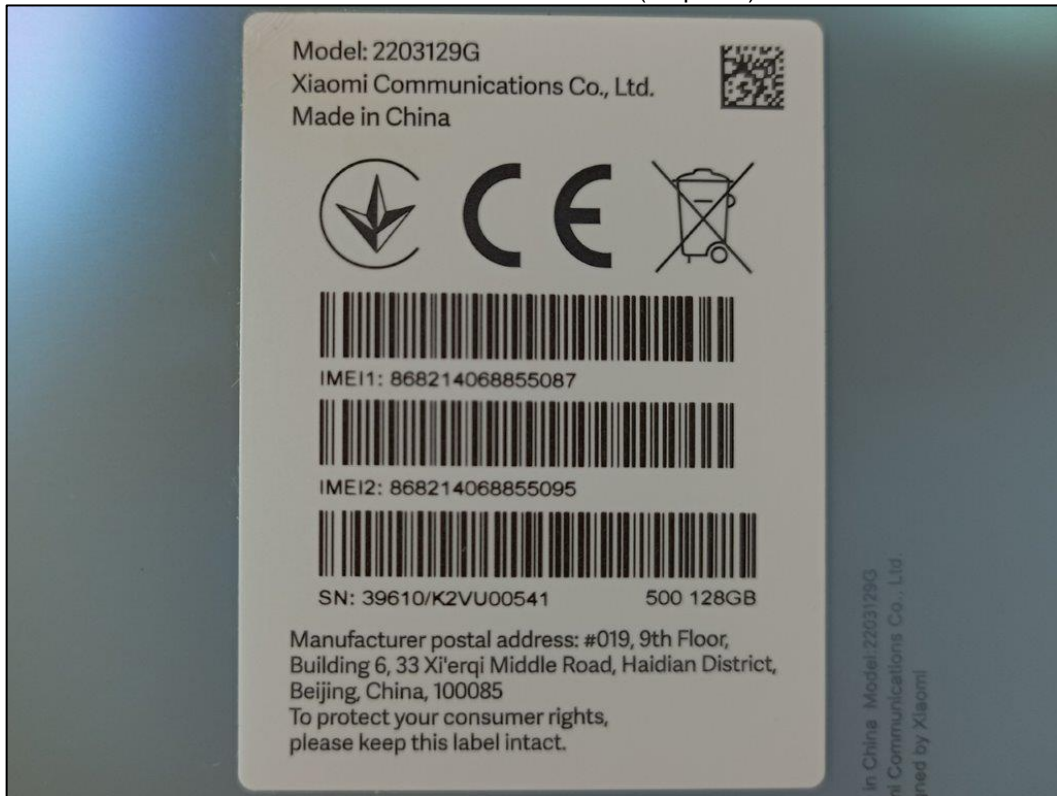 Model: 2203129G
Xiaomi Communications Co., Ltd.
Made in China
CE
IMEI1: 868214068855087
IMEI2: 868214068855095
SN: 39610/K2VU00541 500 128GB
Manufacturer postal address: #019, 9th Floor,
Building 6, 33 Xi'erqi Middle Road, Haidian District,
Beijing, China, 100085
To protect your consumer rights,
please keep this label intact.
in China Model:2203129G
Communications Co., Ltd.
by Xiaomi